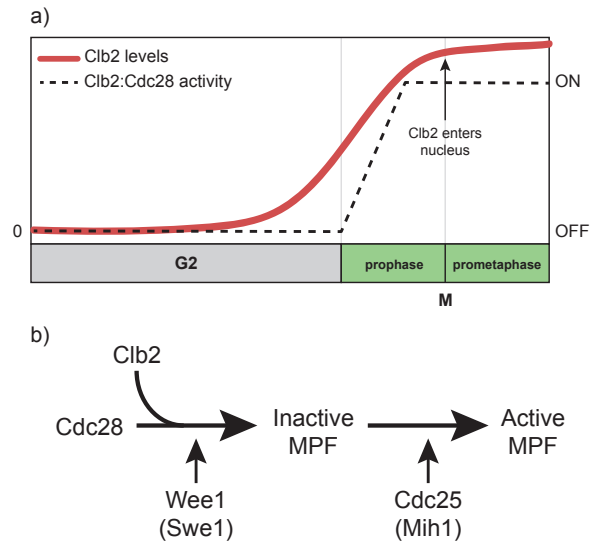 a)
Clb2 levels
Clb2:Cdc28 activity
ON
Clb2 enters
nucleus
0
OFF
G2
prophase
prometaphase
M
b)
Clb2
Cdc28
Inactive
MPF
Active
MPF
Wee1
(Swe1)
Cdc25
(Mih1)